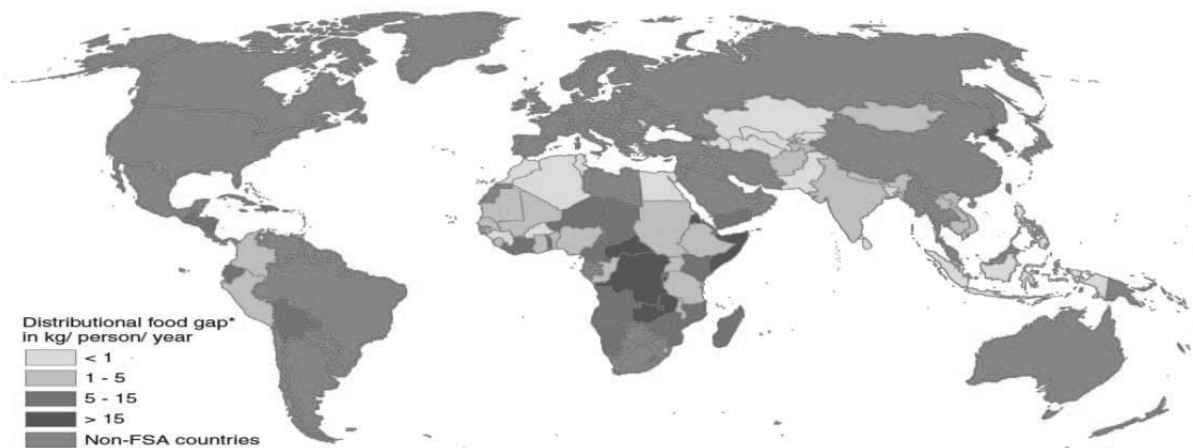 Distributional food gap*
in kg/ person/ year
< 1
1 - 5
5 - 15
> 15
Non-FSA countries